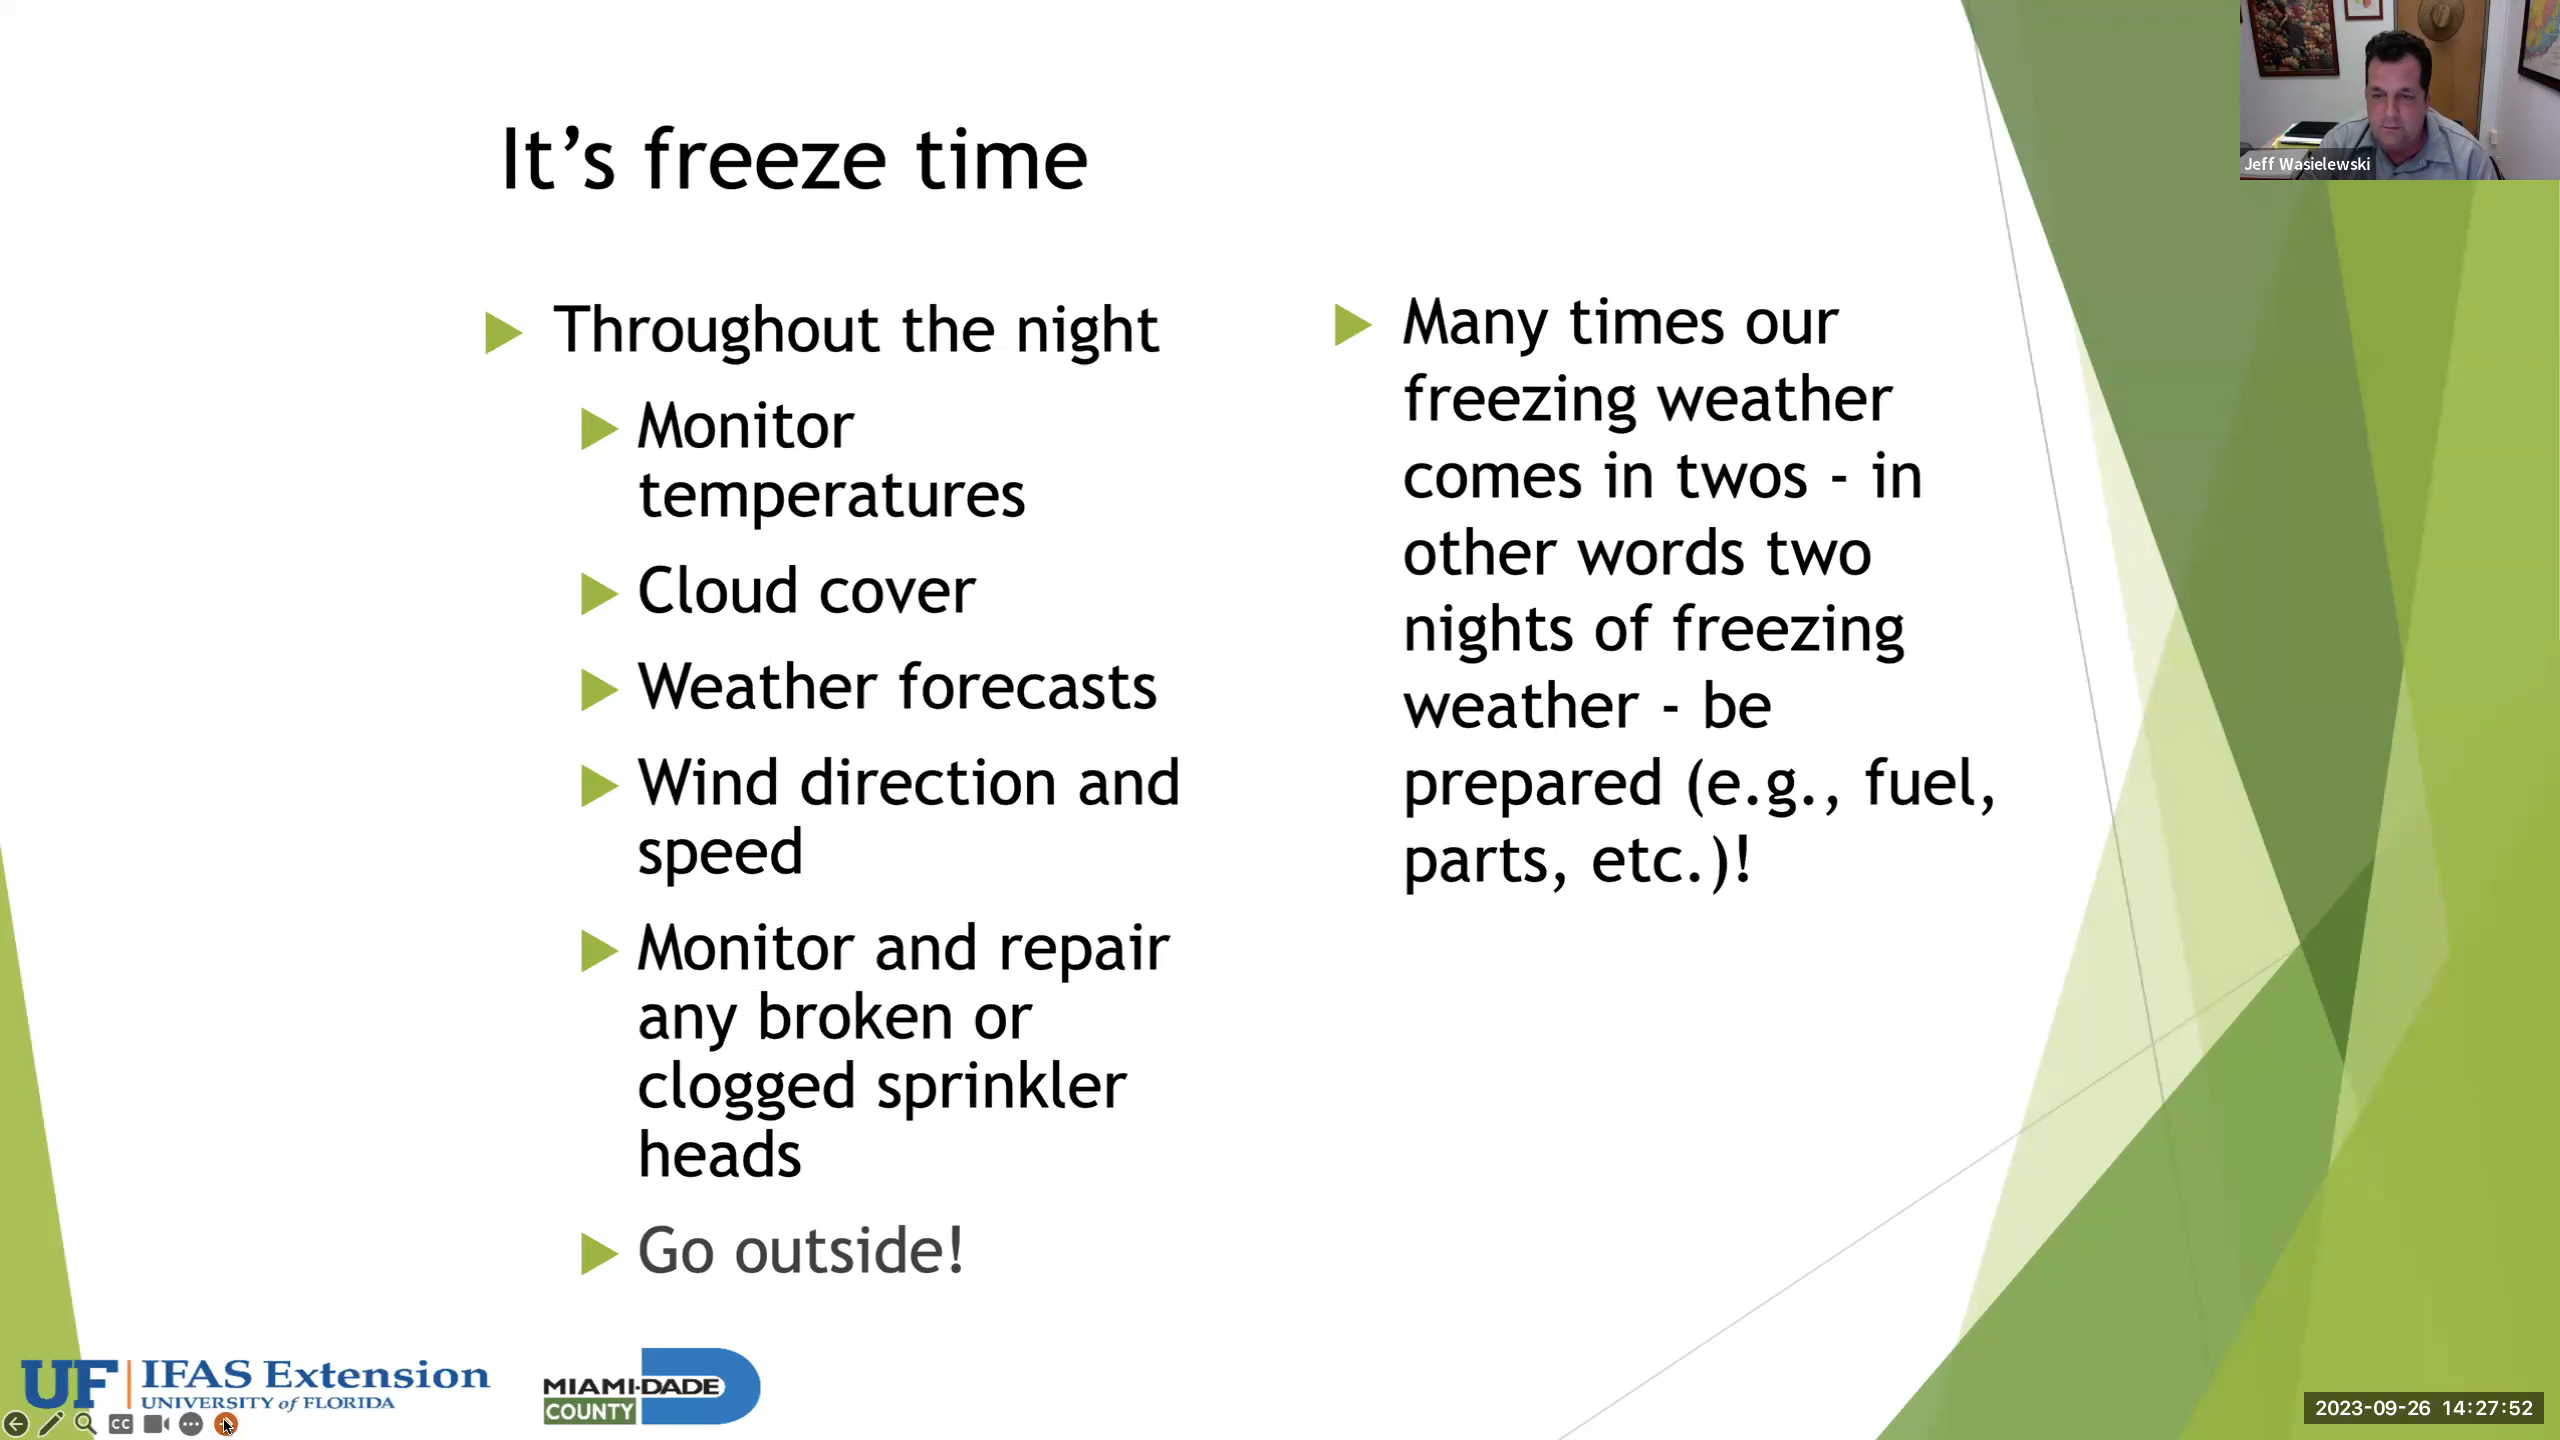 It's freeze time
Throughout the night
Monitor
temperatures
Cloud cover
Weather forecasts
Wind direction and
speed
Monitor and repair
any broken or
clogged sprinkler
heads
Go outside!
Many times our
freezing weather
comes in twos - in
other words two
nights of freezing
weather - be
prepared (e.g., fuel,
parts, etc.)!
Jeff Wasielewski
UF IFAS Extension
UNIVERSITY of FLORIDA
MIAMI-DADE
COUNTY
CC
2023-09-26 14:27:52